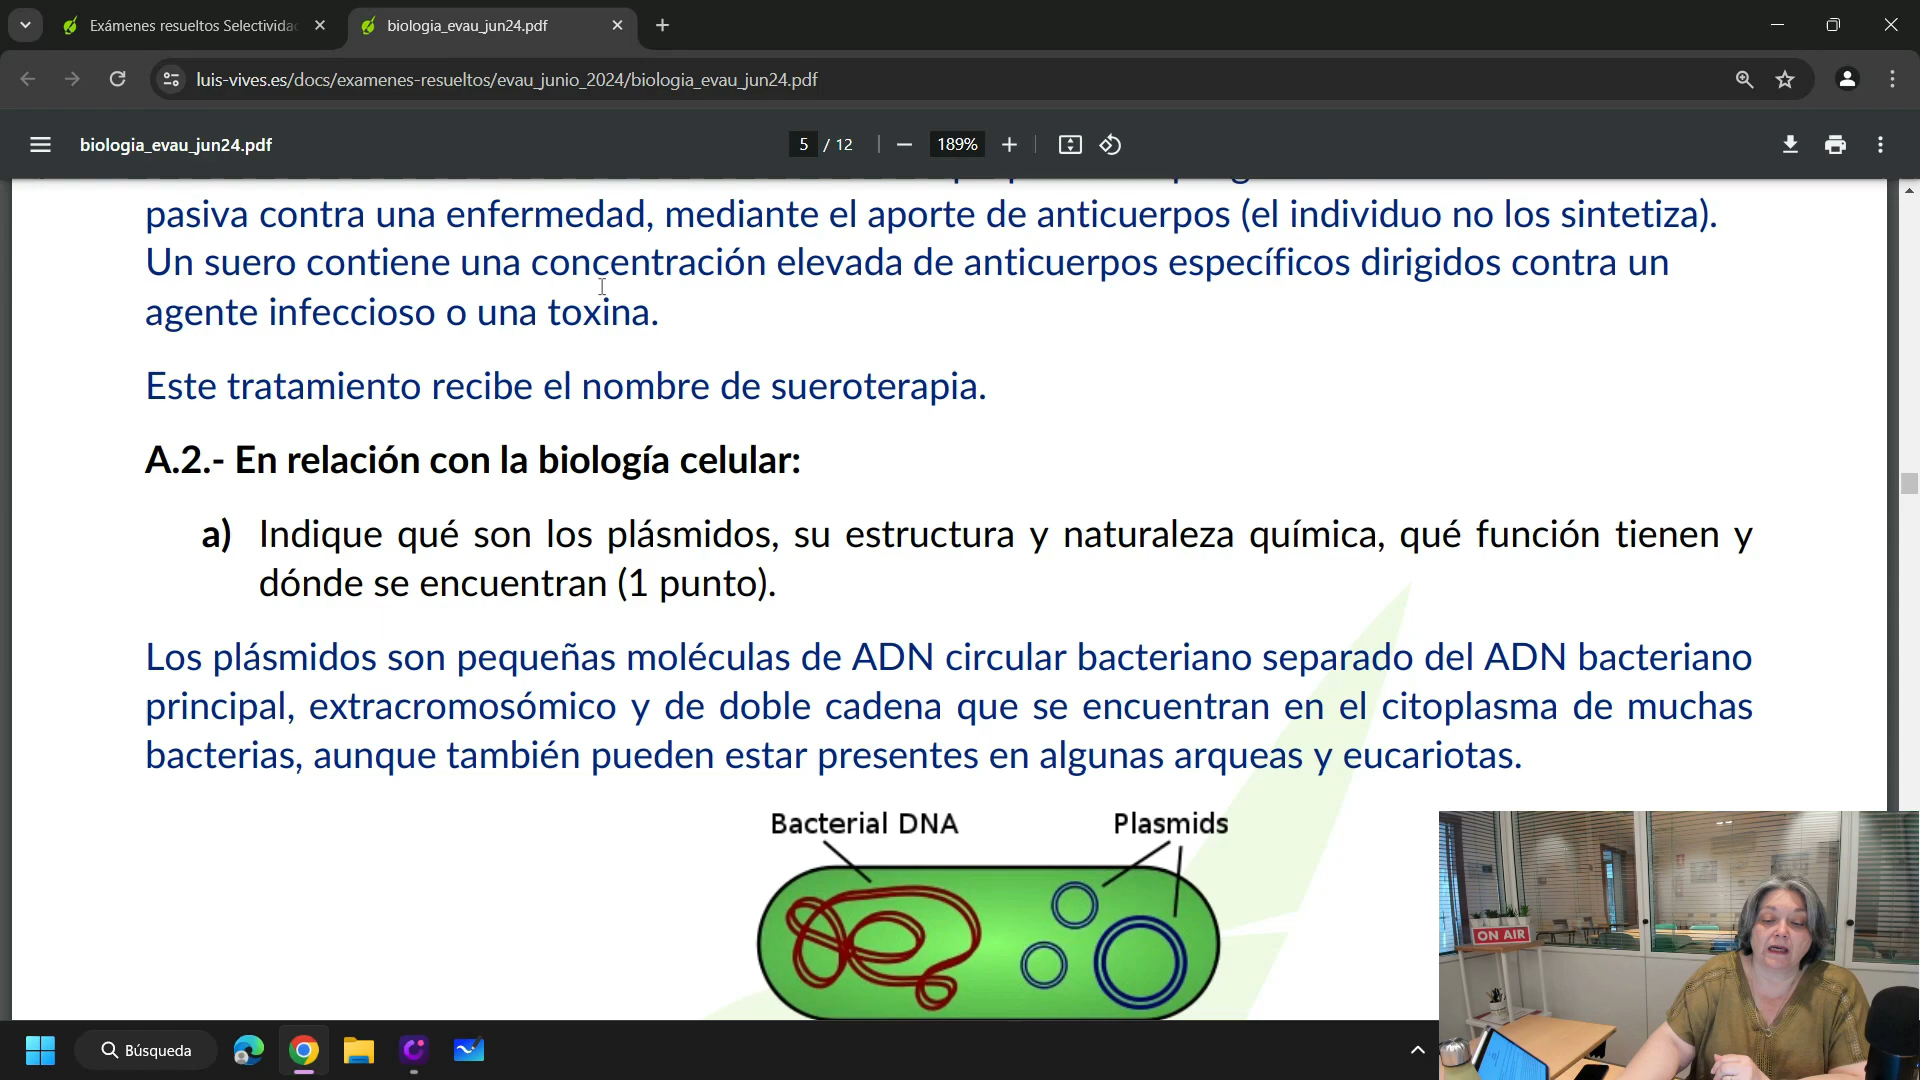 Exámenes resueltos Selectivida
biologia_evau_jun24.pdf
luis-vives.es/docs/examenes-resueltos/evau_junio_2024/biologia_evau_jun24.pdf
biologia_evau_jun24.pdf
5 / 12
189%
pasiva contra una enfermedad, mediante el aporte de anticuerpos (el individuo no los sintetiza).
Un suero contiene una concentración elevada de anticuerpos específicos dirigidos contra un
agente infeccioso o una toxina.
Este tratamiento recibe el nombre de sueroterapia.
A.2.- En relación con la biología celular:
a) Indique qué son los plásmidos, su estructura y naturaleza química, qué función tienen y
dónde se encuentran (1 punto).
Los plásmidos son pequeñas moléculas de ADN circular bacteriano separado del ADN bacteriano
principal, extracromosómico y de doble cadena que se encuentran en el citoplasma de muchas
bacterias, aunque también pueden estar presentes en algunas arqueas y eucariotas.
Bacterial DNA
Plasmids
ON AIR
Búsqueda